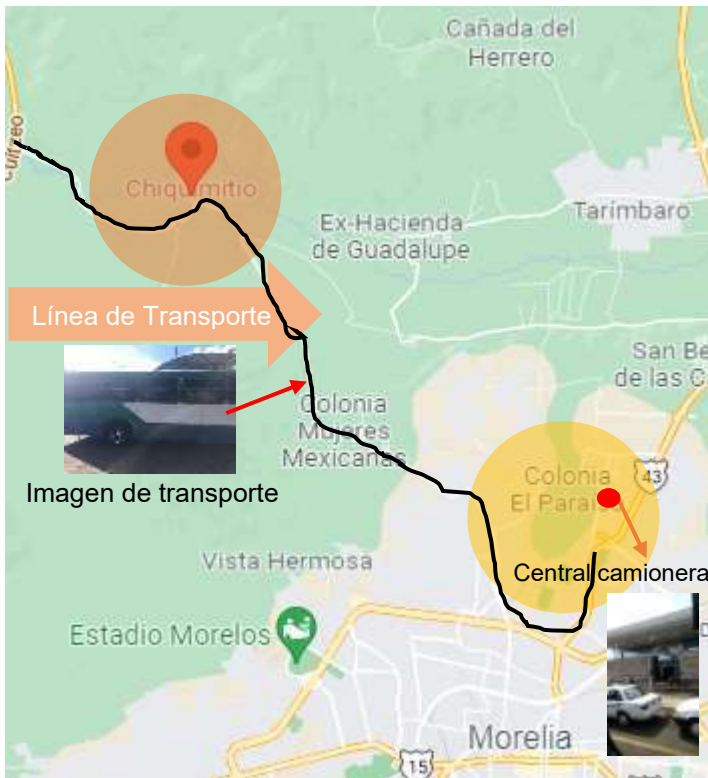 Cañada del
Herrero
Cuitzeo
Chiquimitio
Tarímbaro
Ex-Hacienda
de Guadalupe
Línea de Transporte
San Be
de las C
Colonia
Mujeres
Mexicanas
Imagen de transporte
Colonia
El Paraíso
43
Vista Hermosa
Central camionera
Estadio Morelos
Morelia
15